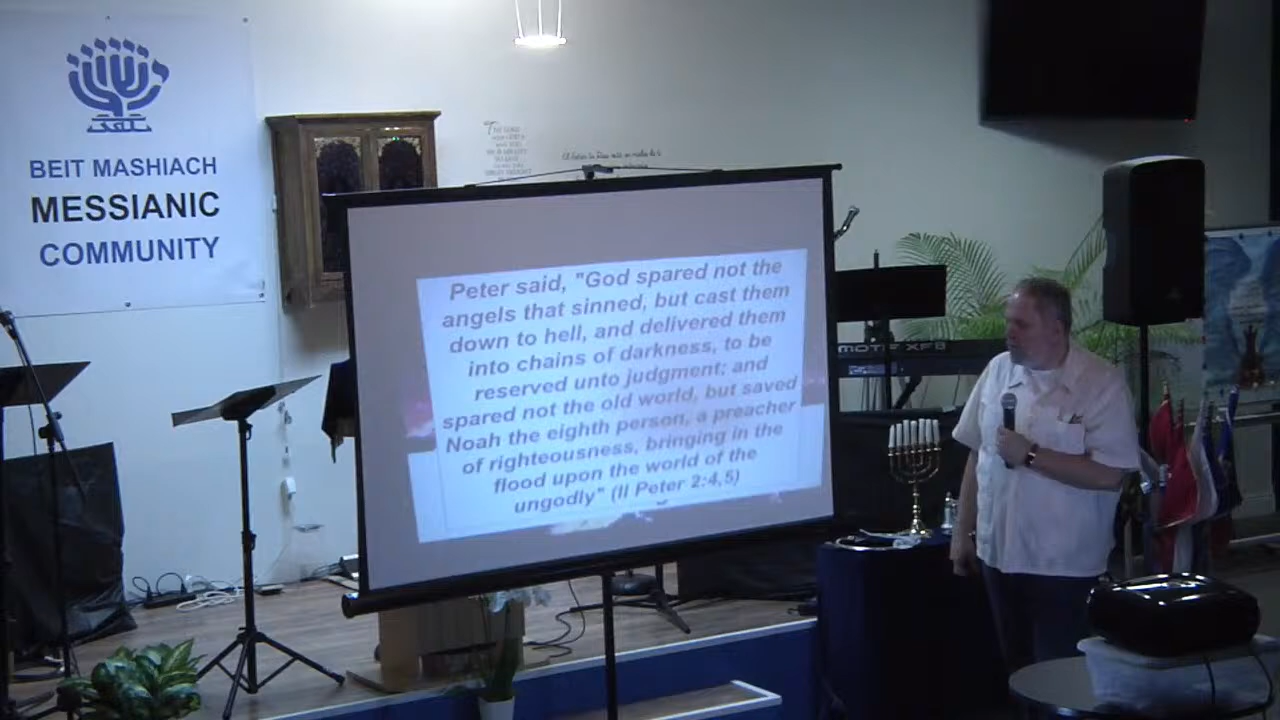 BEIT MASHIACH
MESSIANIC
COMMUNITY
Peter said, "God spared not the
angels that sinned, but cast them
down to hell, and delivered them
into chains of darkness, to be
reserved unto judgment; and
spared not the old world, but saved
Noah the eighth person, a preacher
of righteousness, bringing in the
flood upon the world of the
ungodly" (II Peter 2:4,5)
MOTIF XF8